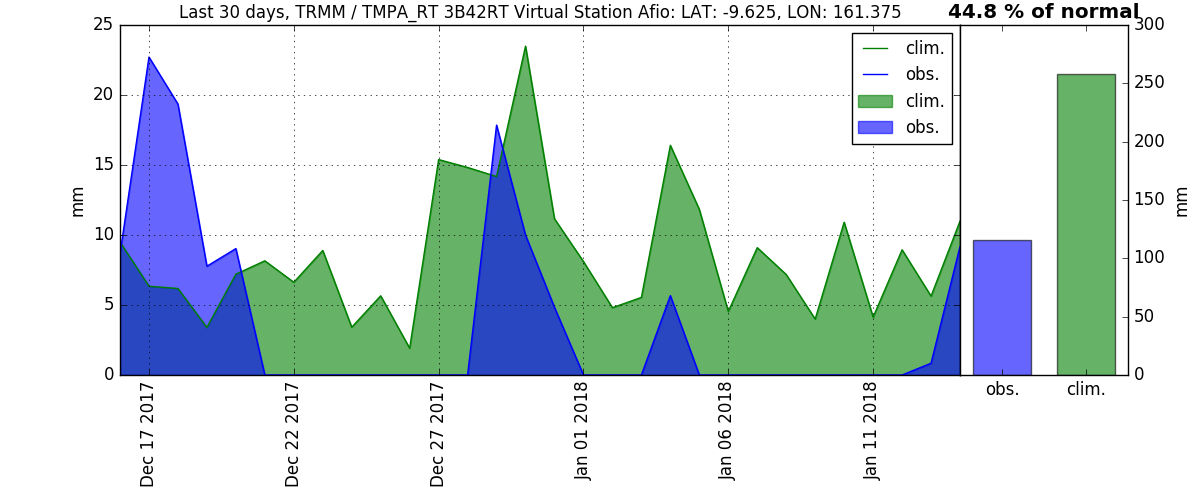 Last 30 days, TRMM / TMPA_RT 3B42RT Virtual Station Afio: LAT: -9.625, LON: 161.375
44.8 % of normal
25
20
15
10
5
0
mm
clim.
obs.
clim.
obs.
Dec 17 2017
Dec 22 2017
Dec 27 2017
Jan 01 2018
Jan 06 2018
Jan 11 2018
300
250
200
150
100
50
0
mm
obs.
clim.